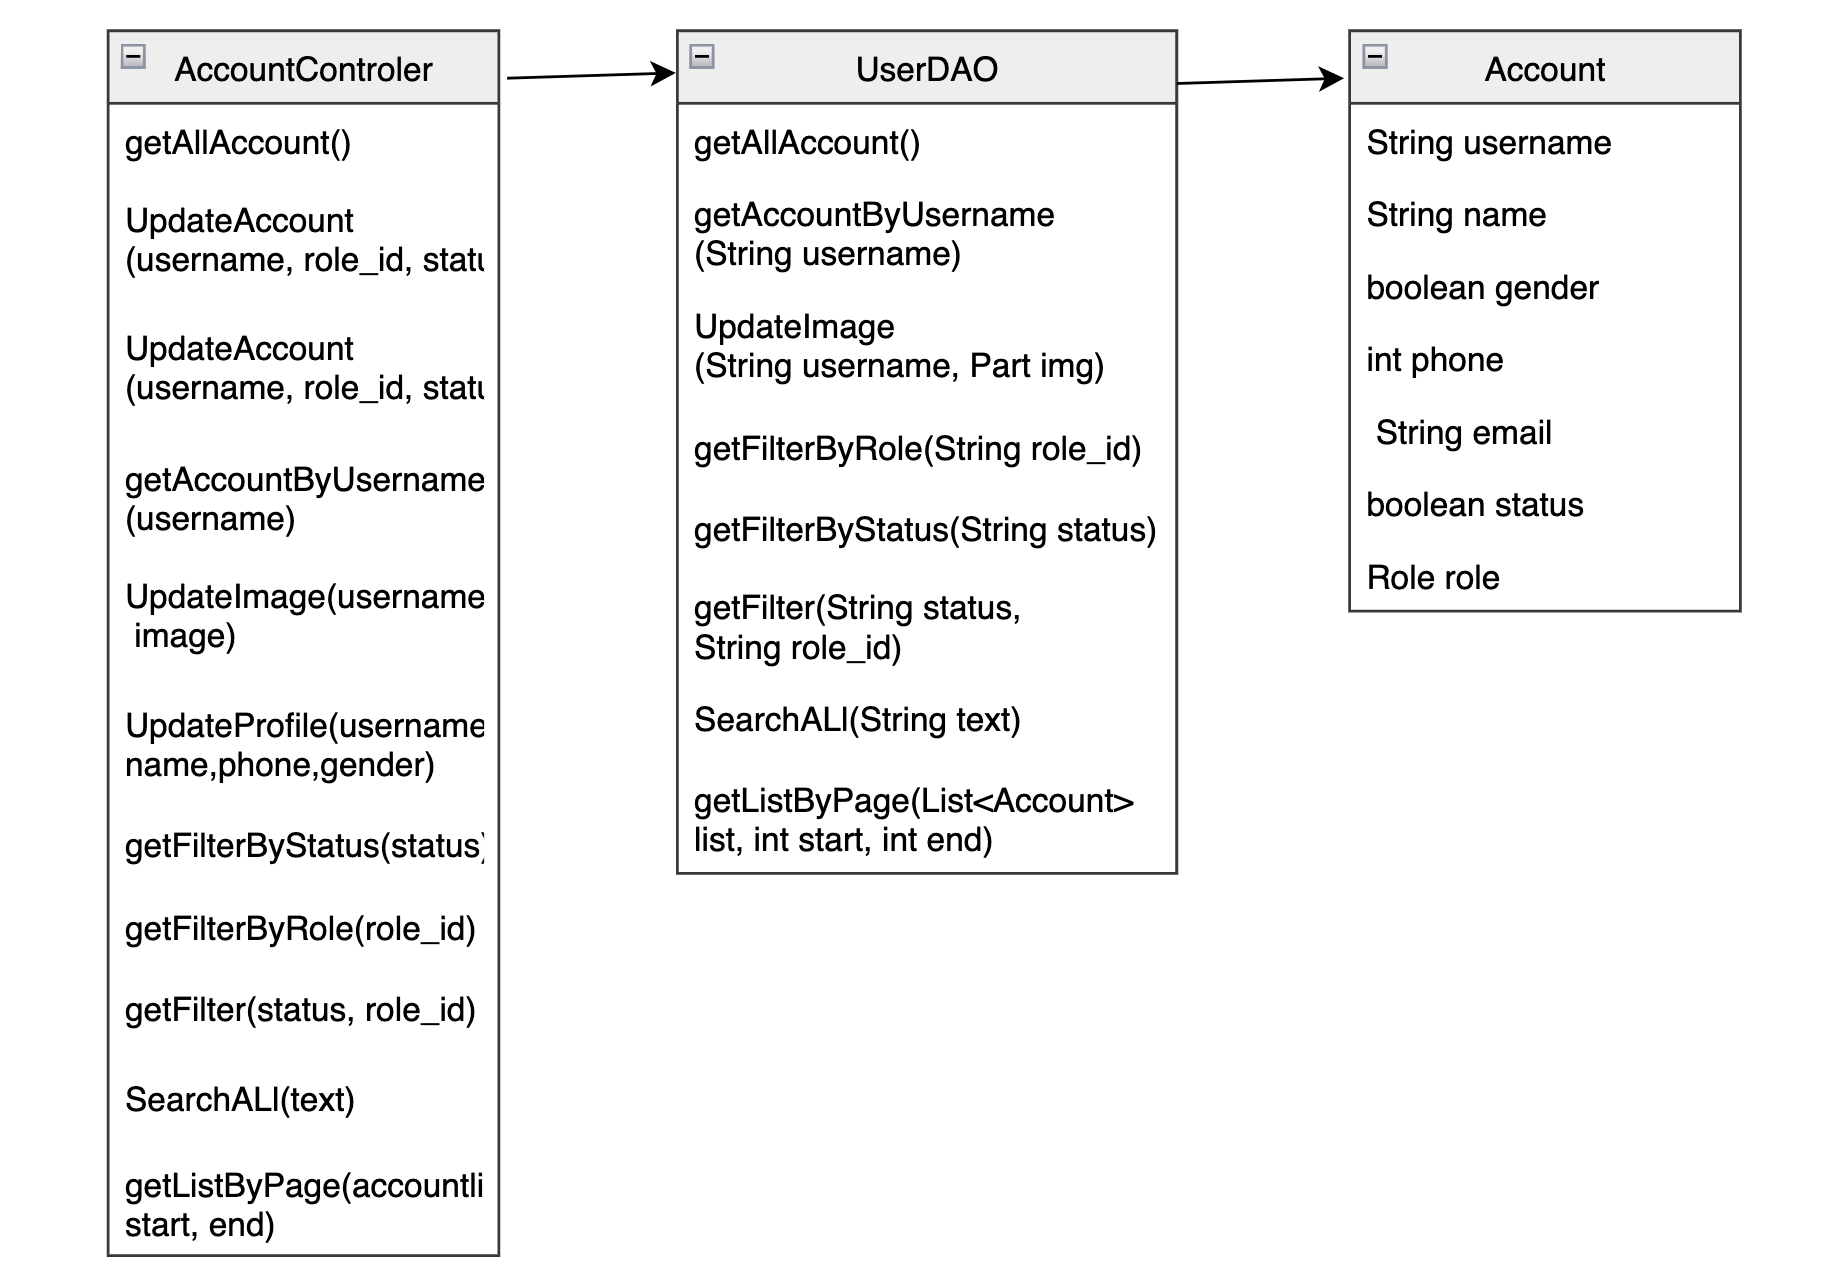 AccountControler
getAllAccount()
UpdateAccount
(username, role_id, statu
UpdateAccount
(username, role_id, statu
getAccountByUsername
(username)
UpdateImage(username
image)
UpdateProfile(username
name,phone,gender)
getFilterByStatus(status)
getFilterByRole(role_id)
getFilter(status, role_id)
SearchALl(text)
getListByPage(accountli
start, end)
UserDAO
getAllAccount()
getAccountByUsername
(String username)
UpdateImage
(String username, Part img)
getFilterByRole(String role_id)
getFilterByStatus(String status)
getFilter(String status,
String role_id)
SearchALl(String text)
getListByPage(List<Account>
list, int start, int end)
Account
String username
String name
boolean gender
int phone
String email
boolean status
Role role